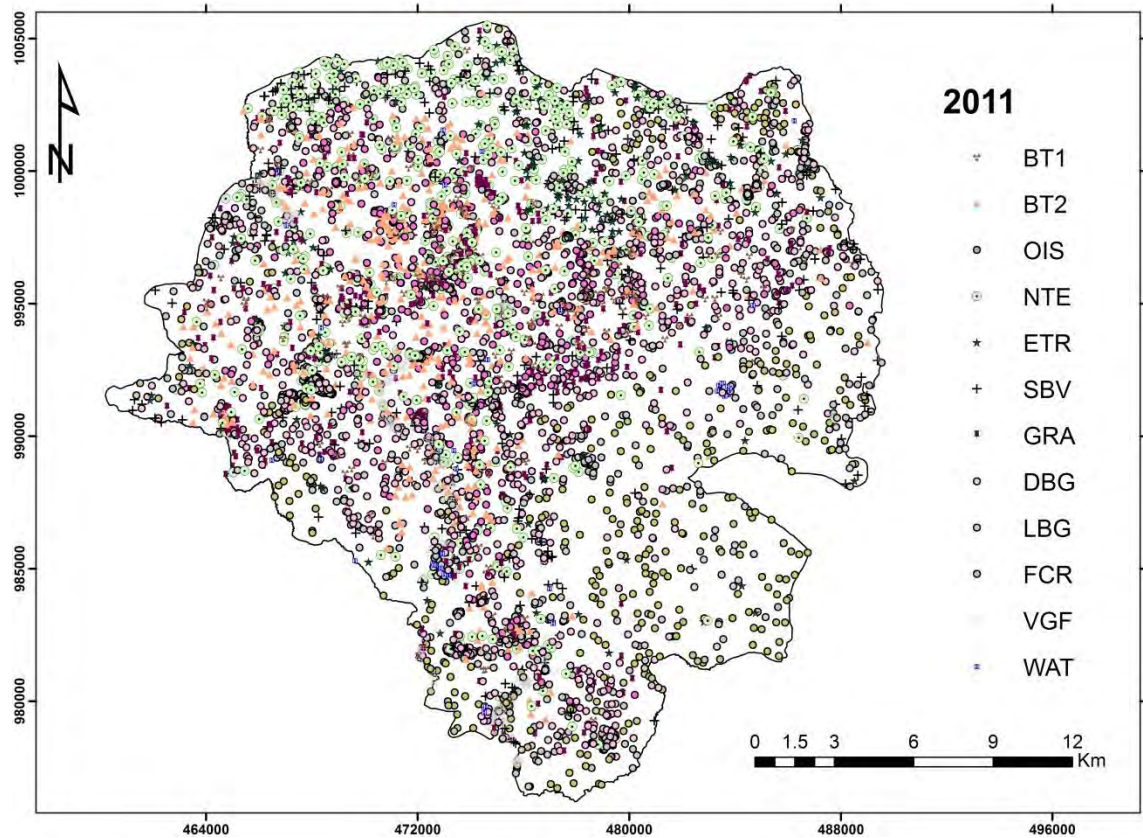 1005000
1000000
995000
990000
985000
980000
N
2011
BT1
BT2
OIS
NTE
ETR
SBV
GRA
DBG
LBG
FCR
VGF
WAT
0 1.5 3 6 9 12
Km
464000 472000 480000 488000 496000